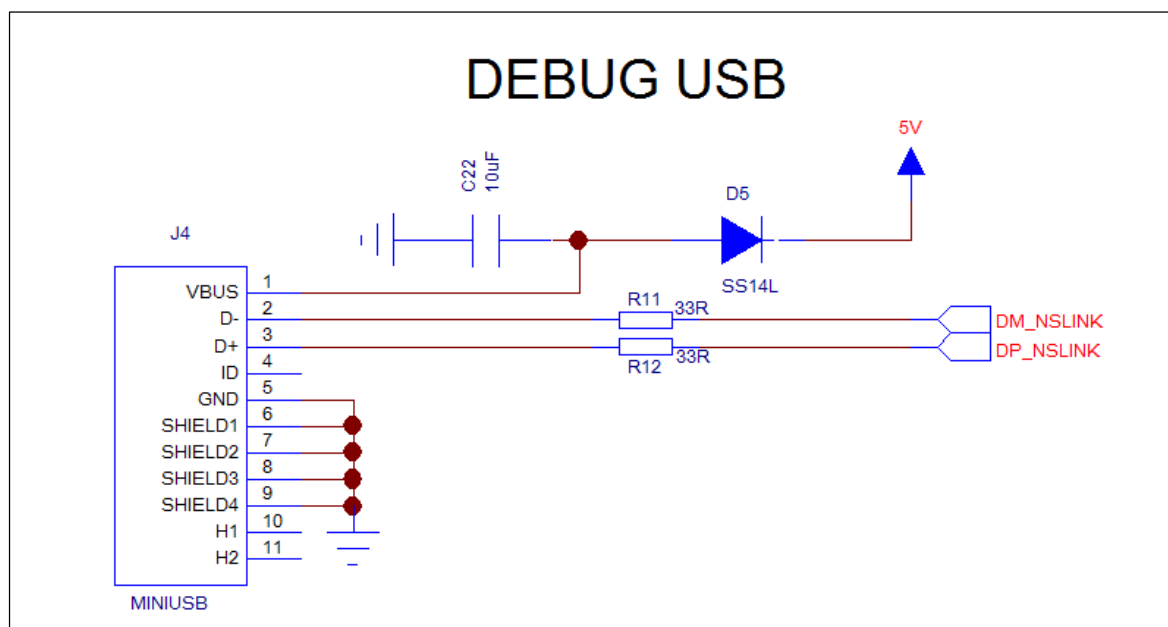 DEBUG USB
5V
C22
10uF
D5
SS14L
J4
VBUS 1
D- 2
D+ 3
ID 4
GND 5
SHIELD1 6
SHIELD2 7
SHIELD3 8
SHIELD4 9
H1 10
H2 11
MINIUSB
R11 33R
R12 33R
DM_NSLINK
DP_NSLINK